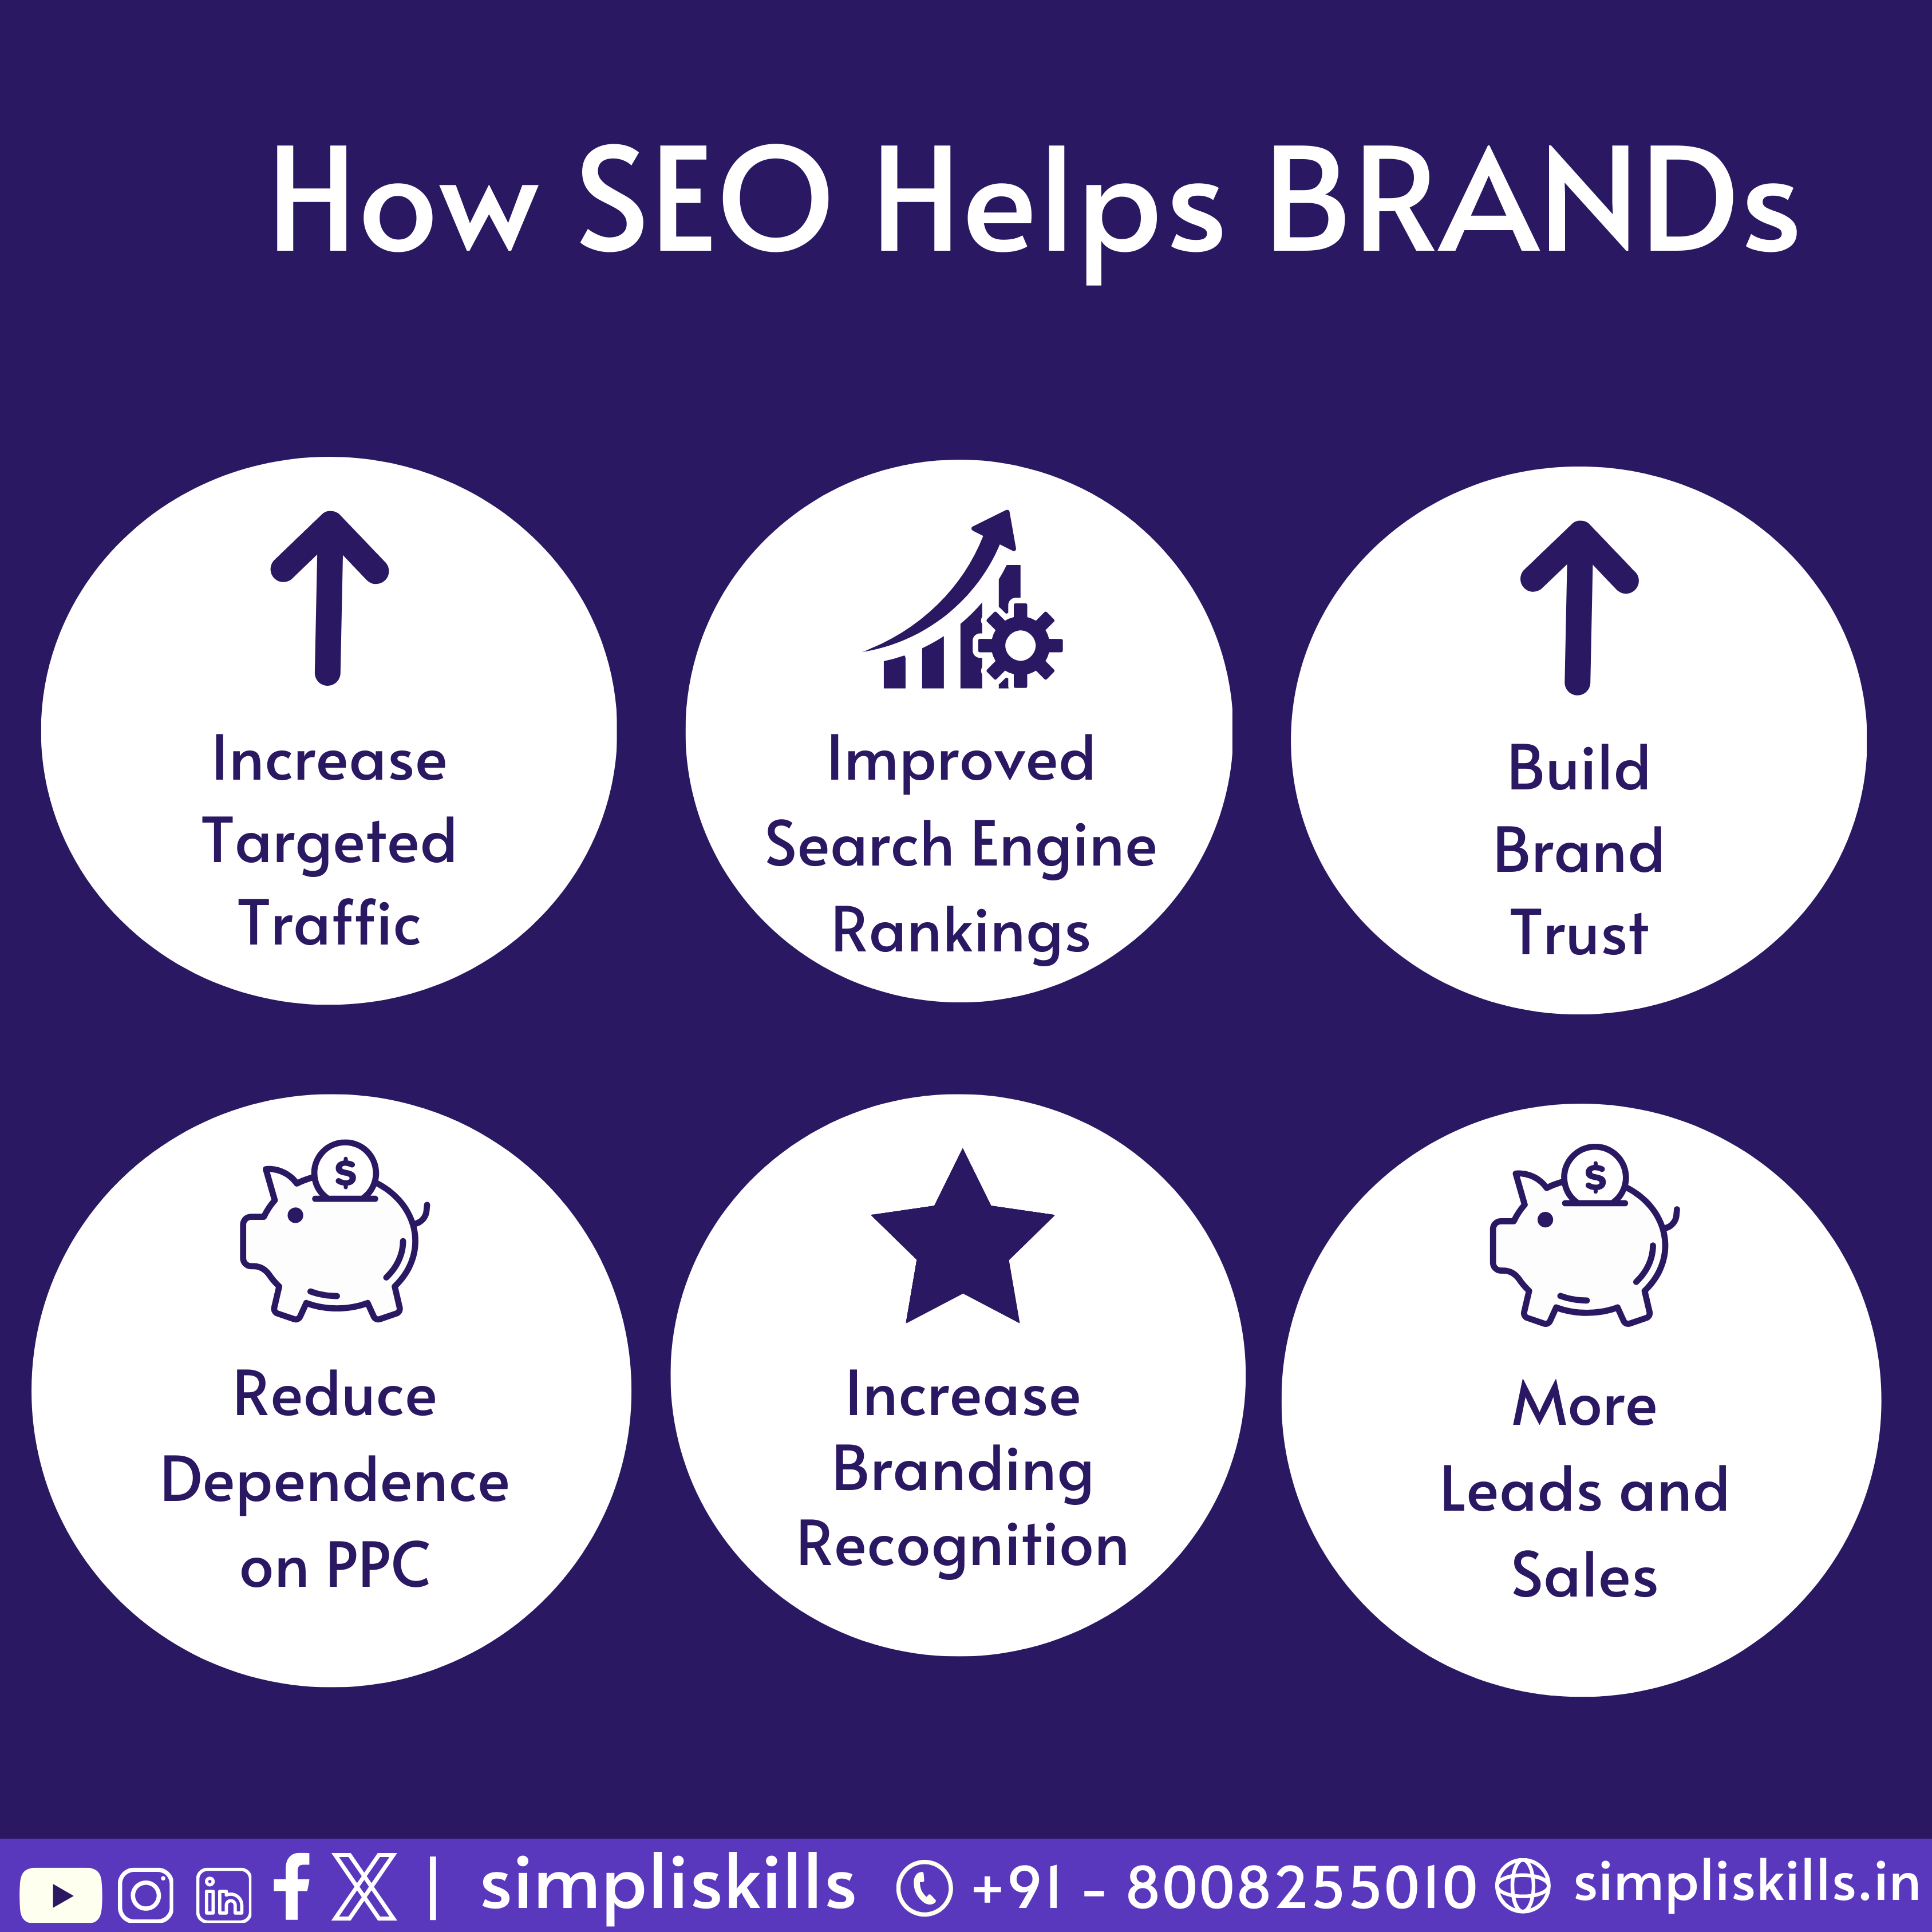 How SEO Helps BRANDs
Increase
Targeted
Traffic
Improved
Search Engine
Rankings
Build
Brand
Trust
$
Reduce
Dependence
on PPC
Increase
Branding
Recognition
$
More
Leads and
Sales
in f X | simpliskills +91 - 8008255010 simpliskills.in